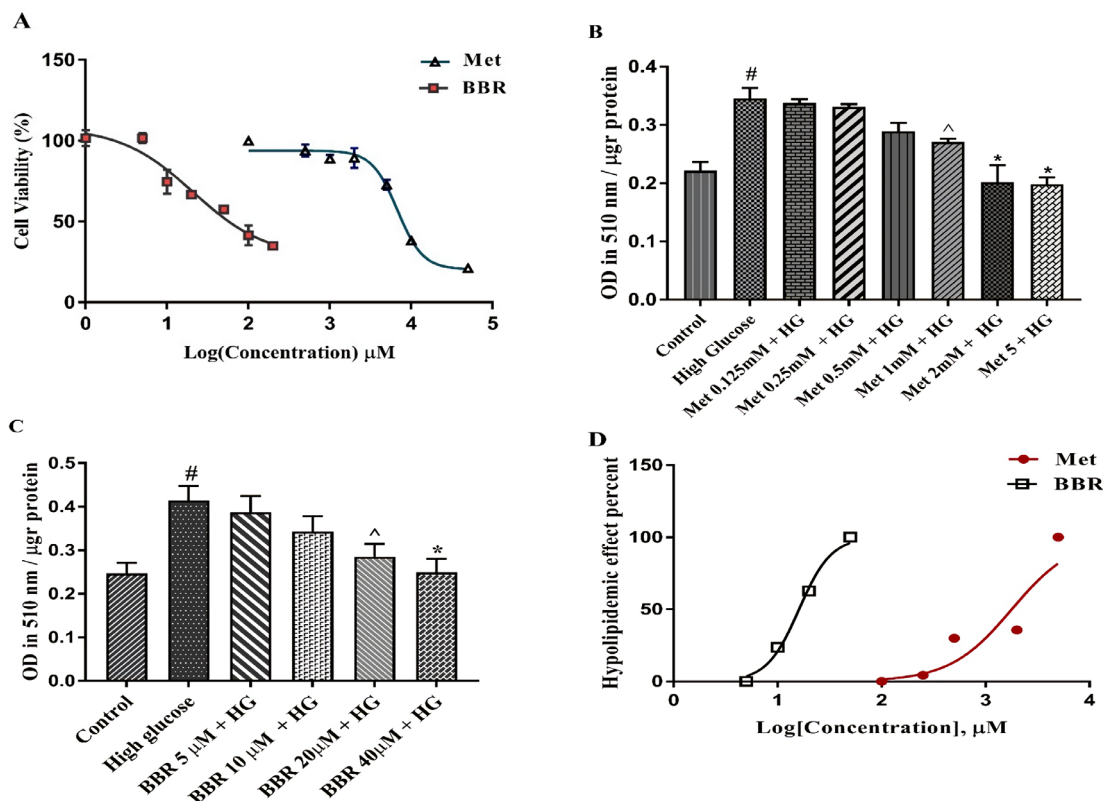 A
Met
BBR
150
100
50
0
Cell Viability (%)
0 1 2 3 4 5
Log(Concentration) μM
B
0.4
0.3
0.2
0.1
0.0
OD in 510 nm / μgr protein
#
^
*
*
Control
High Glucose
Met 0.125mM + HG
Met 0.25mM + HG
Met 0.5mM + HG
Met 1mM + HG
Met 2mM + HG
Met 5 + HG
C
0.5
0.4
0.3
0.2
0.1
0.0
OD in 510 nm / μgr protein
#
^
*
Control
High glucose
BBR 5 μM + HG
BBR 10 μM + HG
BBR 20μM + HG
BBR 40μM + HG
D
Met
BBR
150
100
50
0
Hypolipidemic effect percent
0 1 2 3 4
Log[Concentration], μM